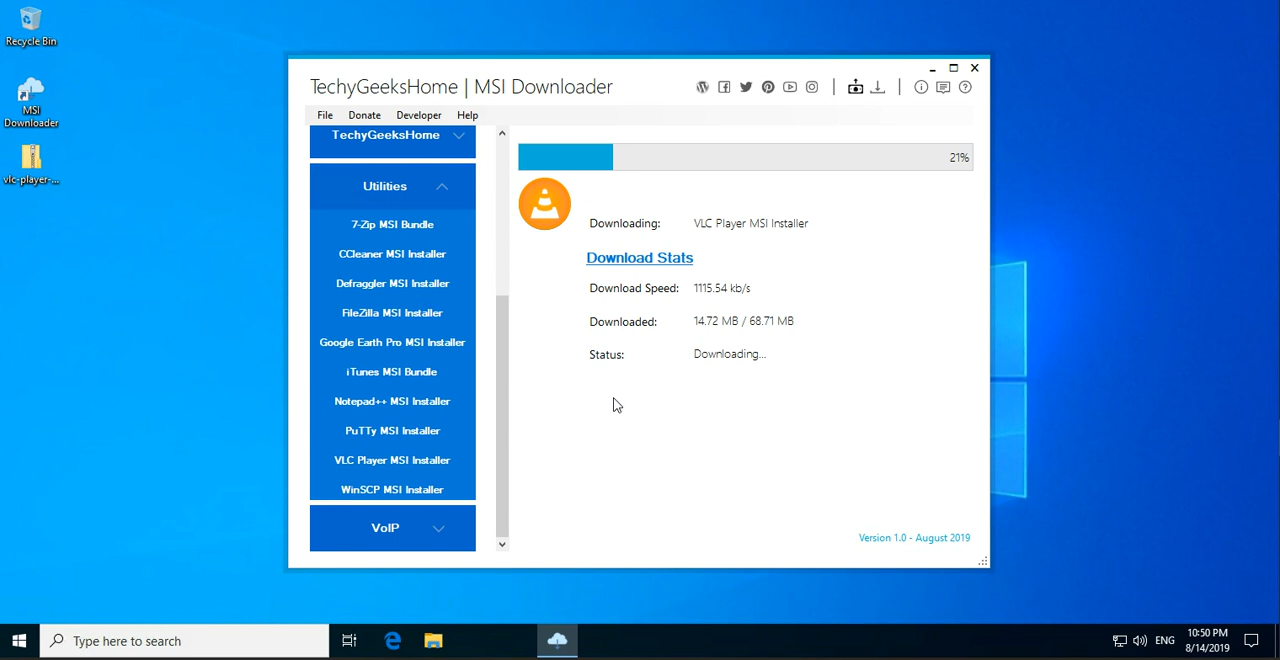 Recycle Bin
MSI
Downloader
vlc-player-...
TechyGeeksHome | MSI Downloader
File Donate Developer Help
TechyGeeksHome
Utilities
7-Zip MSI Bundle
CCleaner MSI Installer
Defraggler MSI Installer
FileZilla MSI Installer
Google Earth Pro MSI Installer
iTunes MSI Bundle
Notepad++ MSI Installer
PuTTy MSI Installer
VLC Player MSI Installer
WinSCP MSI Installer
VoIP
21%
Downloading: VLC Player MSI Installer
Download Stats
Download Speed: 1115.54 kb/s
Downloaded: 14.72 MB / 68.71 MB
Status: Downloading...
Version 1.0 - August 2019
Type here to search
ENG
10:50 PM
8/14/2019